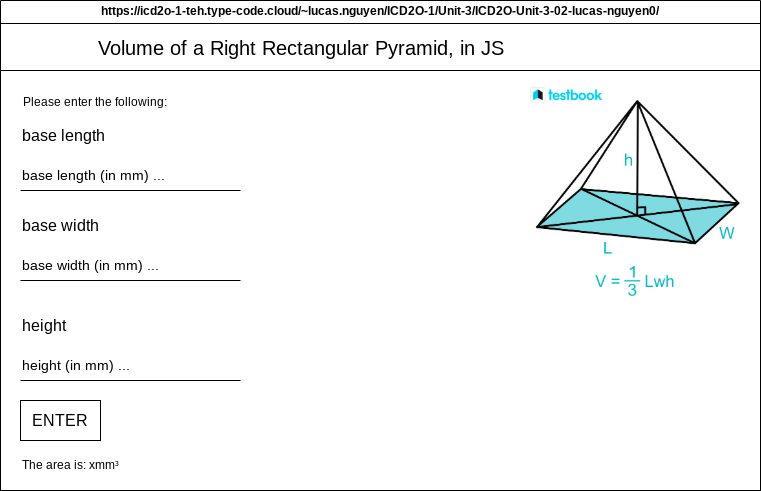 https://icd2o-1-teh.type-code.cloud/~lucas.nguyen/ICD2O-1/Unit-3/ICD2O-Unit-3-02-lucas-nguyen0/
Volume of a Right Rectangular Pyramid, in JS
Please enter the following:
base length
base length (in mm) ...
base width
base width (in mm) ...
height
height (in mm) ...
ENTER
The area is: xmm³
testbook
h
W
L
V = 1/3 Lwh